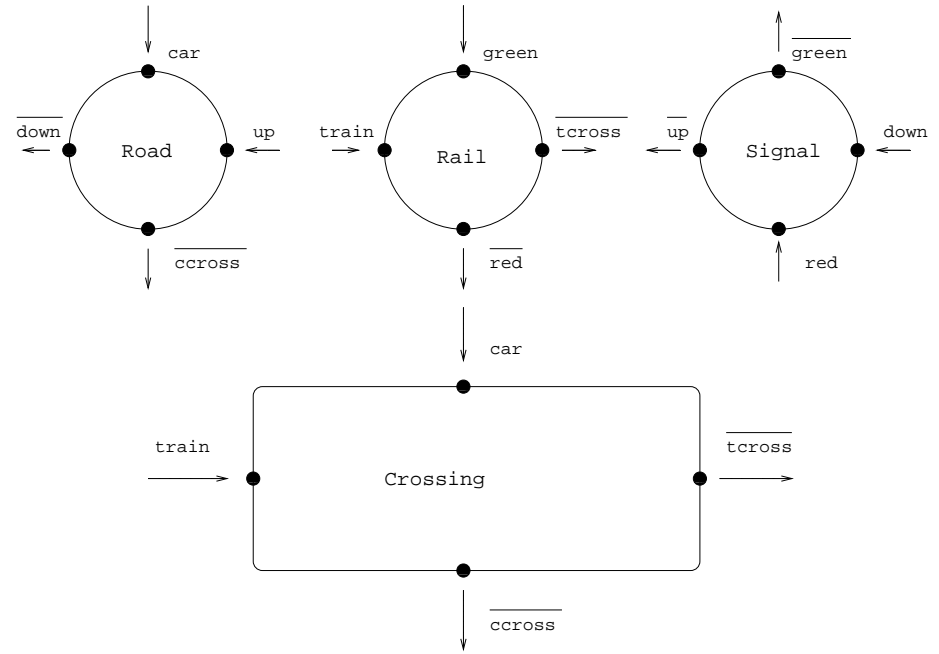 car
green
green
down
up
train
tcross
up
down
Road
Rail
Signal
ccross
red
red
car
train
tcross
Crossing
ccross